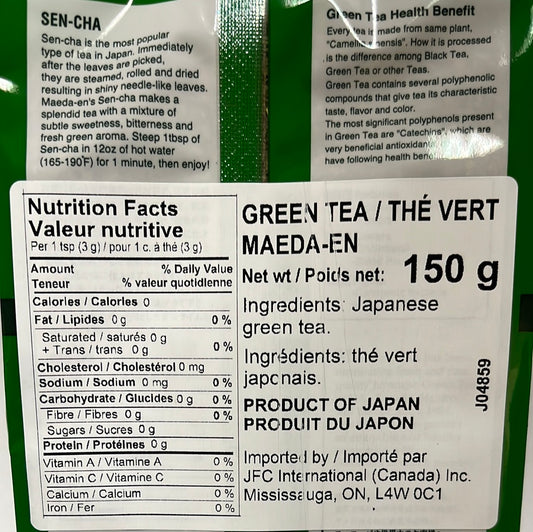 SEN-CHA
Sen-cha is the most popular
type of tea in Japan. Immediately
after the leaves are picked,
they are steamed, rolled and dried
resulting in shiny needle-like leaves.
Maeda-en's Sen-cha makes a
splendid tea with a mixture of
subtle sweetness, bitterness and
fresh green aroma. Steep 1tbsp of
Sen-cha in 12oz of hot water
(165-190°F) for 1 minute, then enjoy!
Green Tea Health Benefit
Every tea is made from same plant,
"Camellia sinensis". How it is processed
is the difference among Black Tea,
Green Tea or other Teas.
Green Tea contains several polyphenolic
compounds that give tea its characteristic
taste, flavor and color.
The most significant polyphenols present
in Green Tea are "Catechins", which are
very beneficial antioxidant
have following health
Nutrition Facts
Valeur nutritive
Per 1 tsp (3 g) / pour 1 c. à thé (3 g)
Amount % Daily Value
Teneur % valeur quotidienne
Calories / Calories 0
Fat / Lipides 0 g 0 %
Saturated / saturés 0 g
+ Trans / trans 0 g 0 %
Cholesterol / Cholestérol 0 mg
Sodium / Sodium 0 mg 0 %
Carbohydrate / Glucides 0 g 0 %
Fibre / Fibres 0 g 0 %
Sugars / Sucres 0 g
Protein / Protéines 0 g
Vitamin A / Vitamine A 0 %
Vitamin C / Vitamine C 0 %
Calcium / Calcium 0 %
Iron / Fer 0 %
GREEN TEA / THÉ VERT
MAEDA-EN
Net wt / Poids net: 150 g
Ingredients: Japanese
green tea.
Ingrédients: thé vert
japonais.
PRODUCT OF JAPAN
PRODUIT DU JAPON
J04859
Imported by / Importé par
JFC International (Canada) Inc.
Mississauga, ON, L4W 0C1